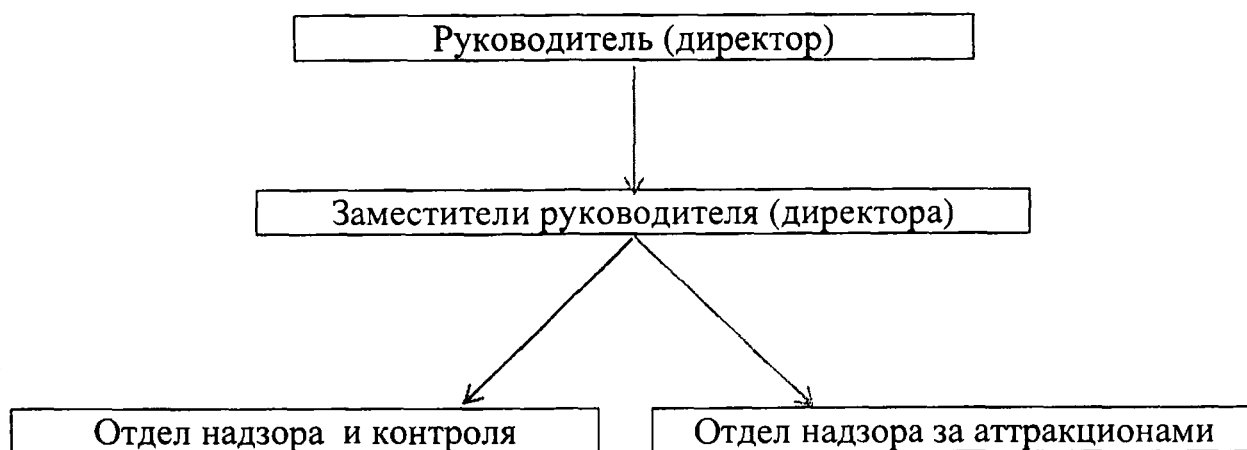 Руководитель (директор)
Заместители руководителя (директора)
Отдел надзора и контроля
Отдел надзора за аттракционами